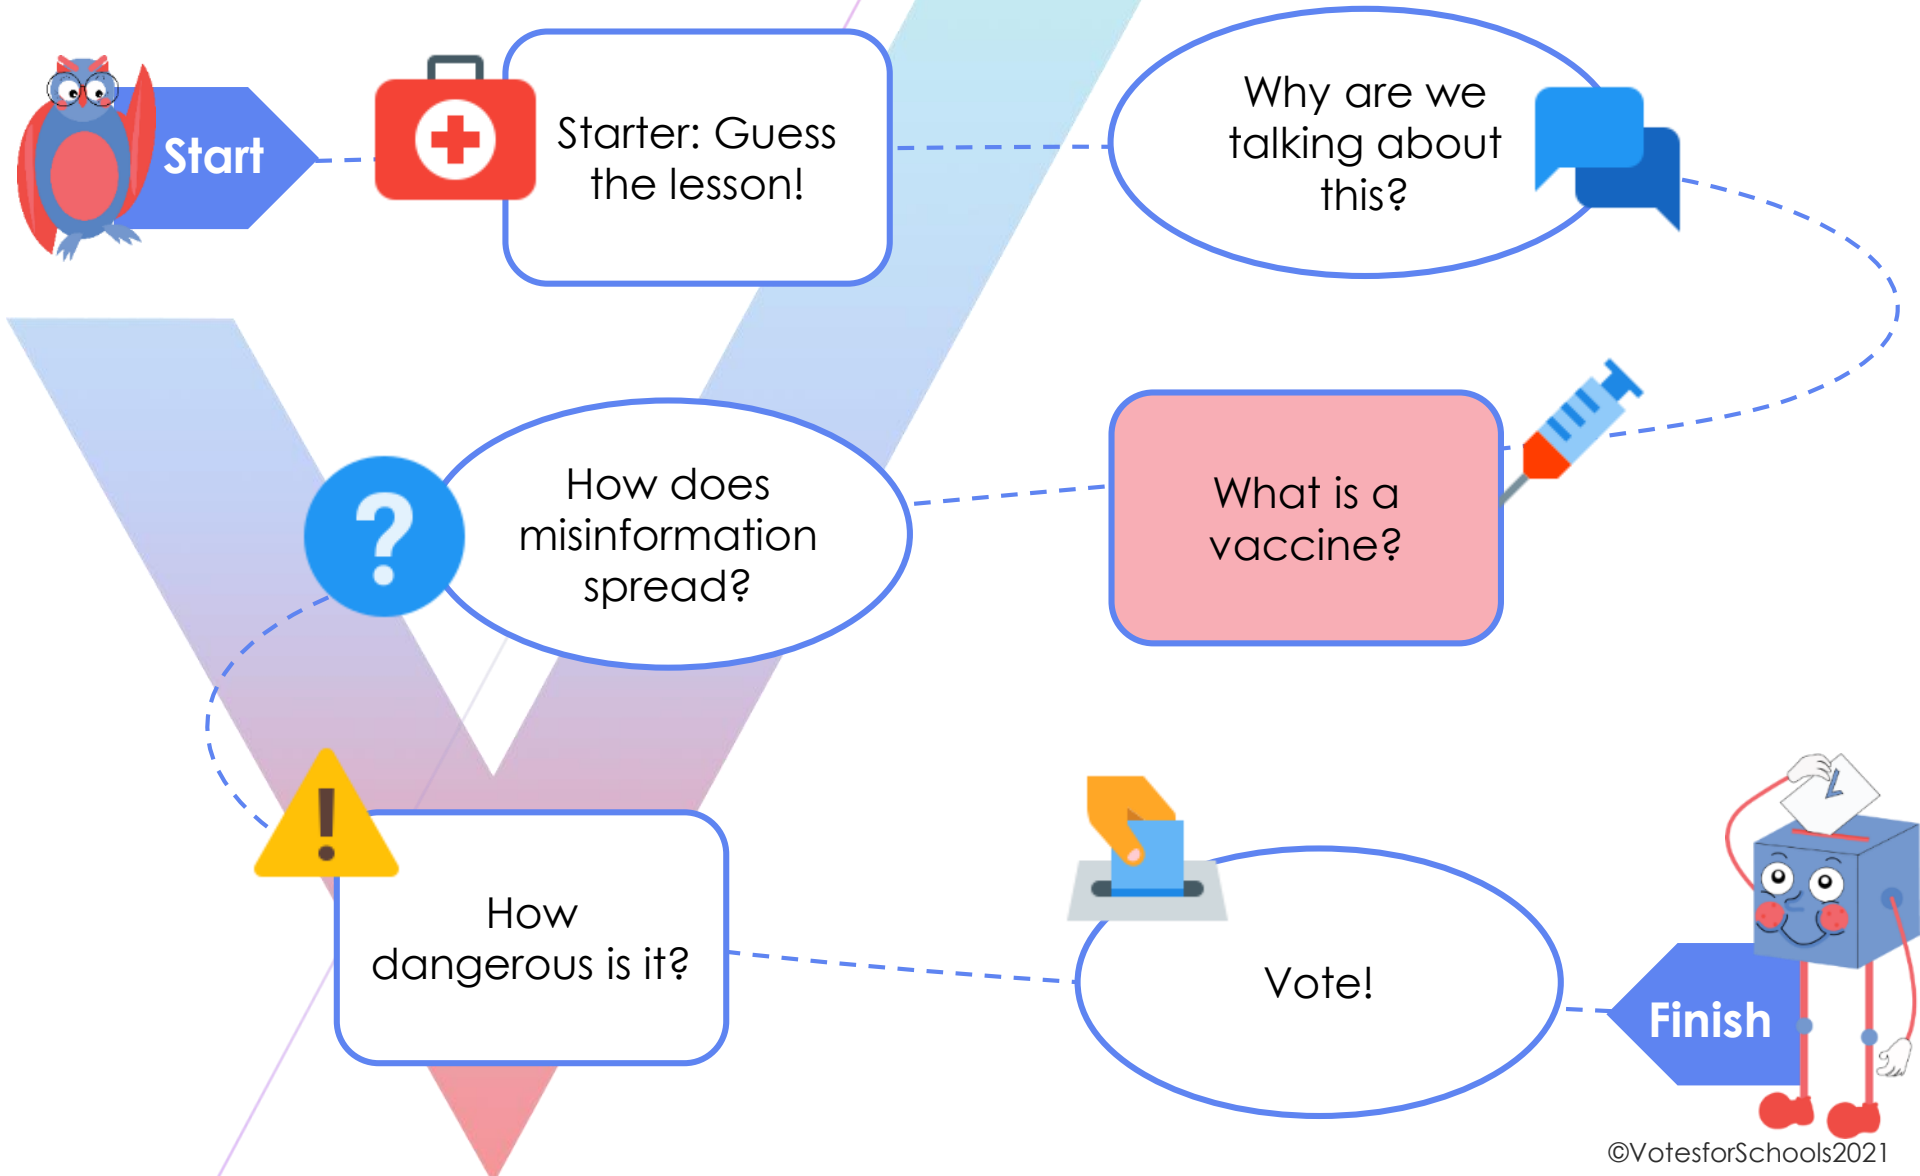 Start
Starter: Guess
the lesson!
Why are we
talking about
this?
What is a
vaccine?
How does
misinformation
spread?
How
dangerous is it?
Vote!
Finish
©VotesforSchools2021